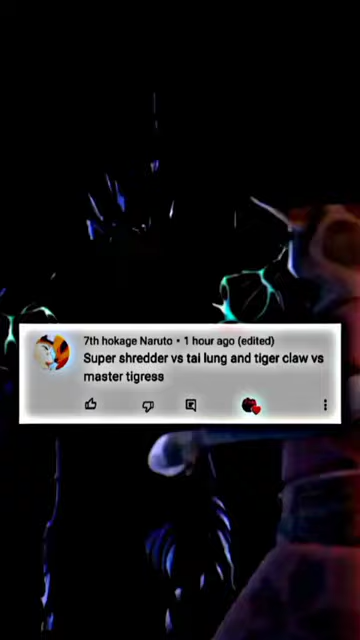 7th hokage Naruto • 1 hour ago (edited)
Super shredder vs tai lung and tiger claw vs
master tigress